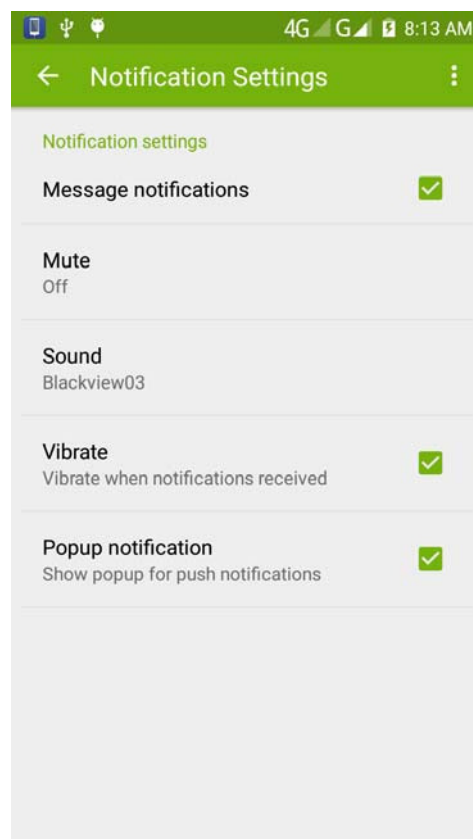 4G G 8:13 AM
Notification Settings
Notification settings
Message notifications
Mute
Off
Sound
Blackview03
Vibrate
Vibrate when notifications received
Popup notification
Show popup for push notifications